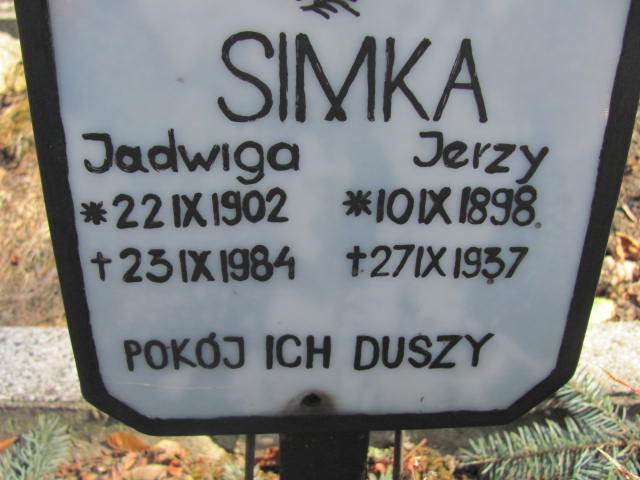 SIMKA
Jadwiga Jerzy
*22 IX 1902 *10 IX 1898
†23 IX 1984 †27 IX 1937
POKÓJ ICH DUSZY